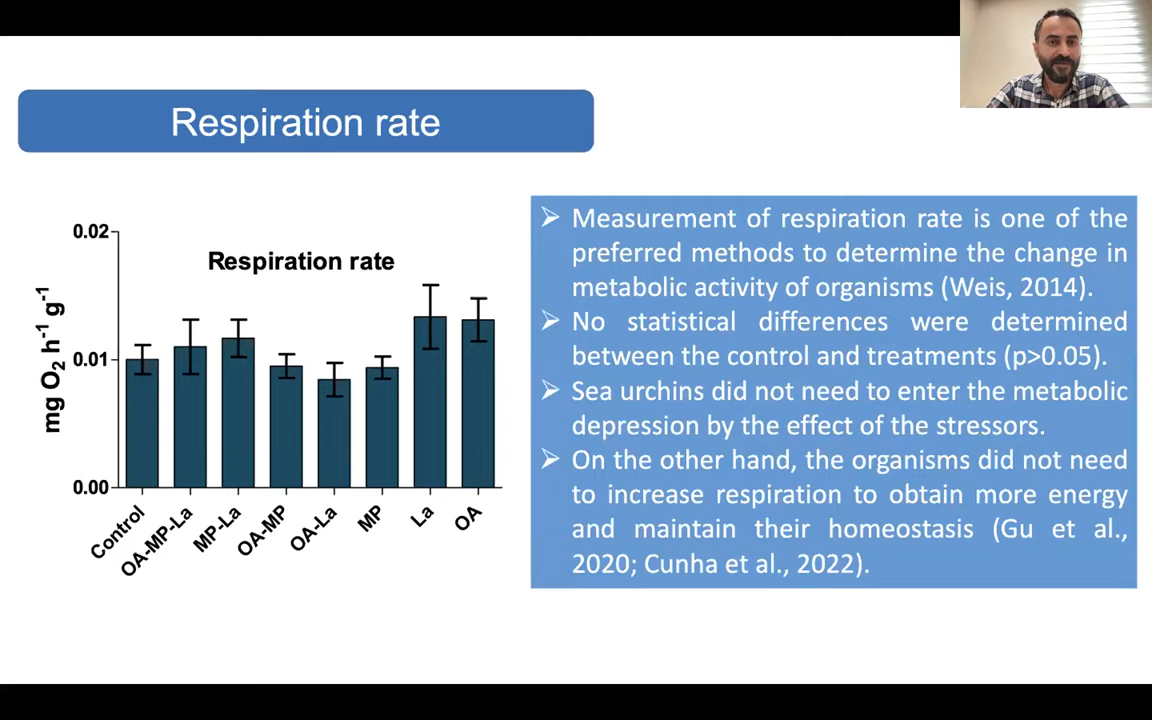 Respiration rate
0.02
Respiration rate
mg O2 h-1 g-1
0.01
0.00
Control
OA-MP-La
MP-La
OA-MP
OA-La
MP
La
OA
➢ Measurement of respiration rate is one of the
preferred methods to determine the change in
metabolic activity of organisms (Weis, 2014).
➢ No statistical differences were determined
between the control and treatments (p>0.05).
➢ Sea urchins did not need to enter the metabolic
depression by the effect of the stressors.
➢ On the other hand, the organisms did not need
to increase respiration to obtain more energy
and maintain their homeostasis (Gu et al.,
2020; Cunha et al., 2022).